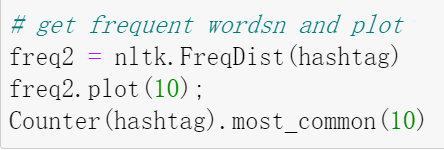 # get frequent wordsn and plot
freq2 = nltk.FreqDist(hashtag)
freq2.plot(10);
Counter(hashtag).most_common(10)